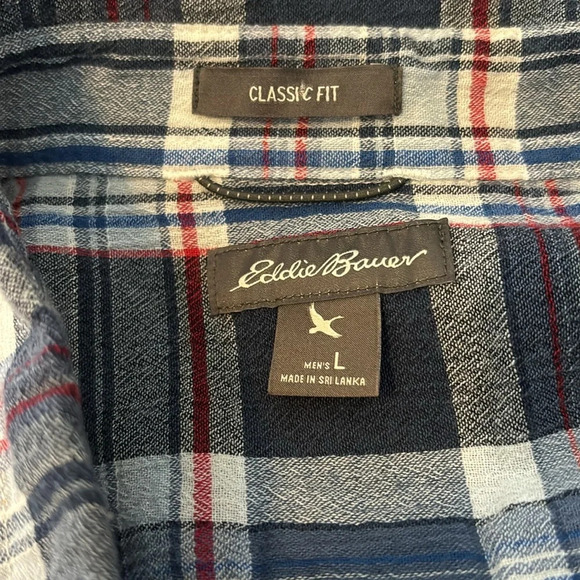 CLASSIC FIT
Eddie Bauer
MEN'S L
MADE IN SRI LANKA